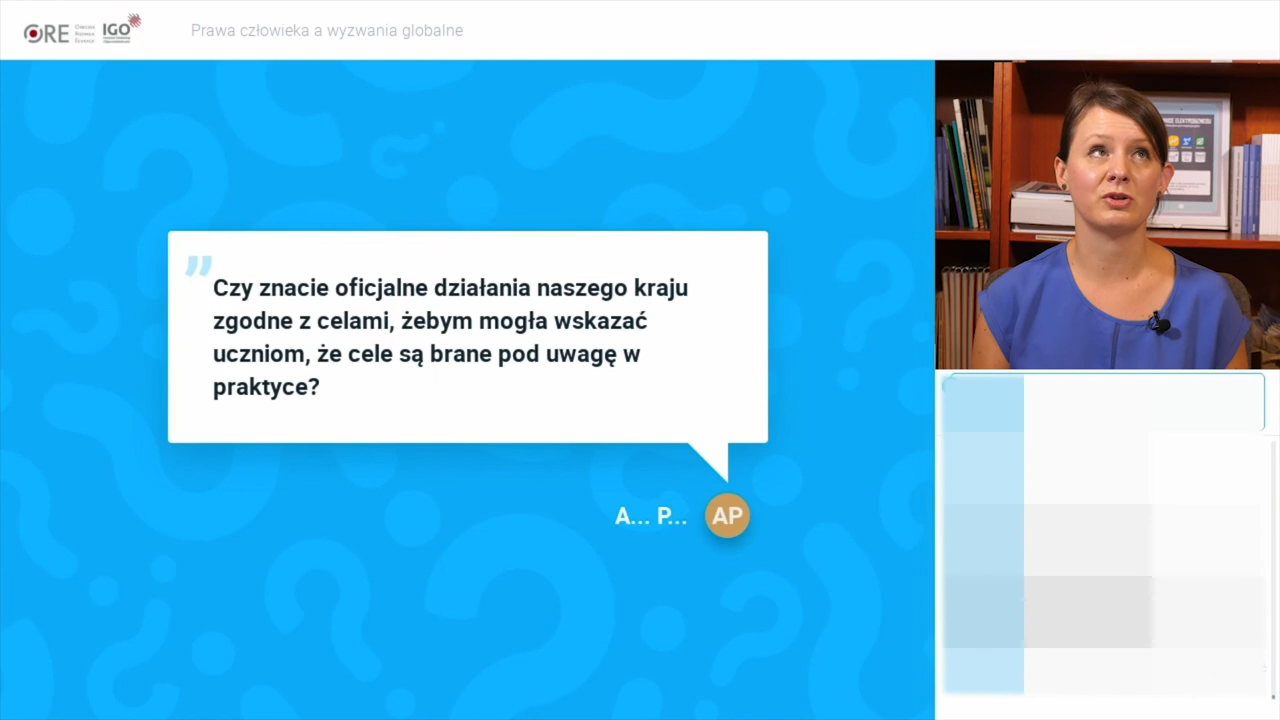 ORE
IGO
Prawa człowieka a wyzwania globalne
Czy znacie oficjalne działania naszego kraju
zgodne z celami, żebym mogła wskazać
uczniom, że cele są brane pod uwagę w
praktyce?
A... P...
AP